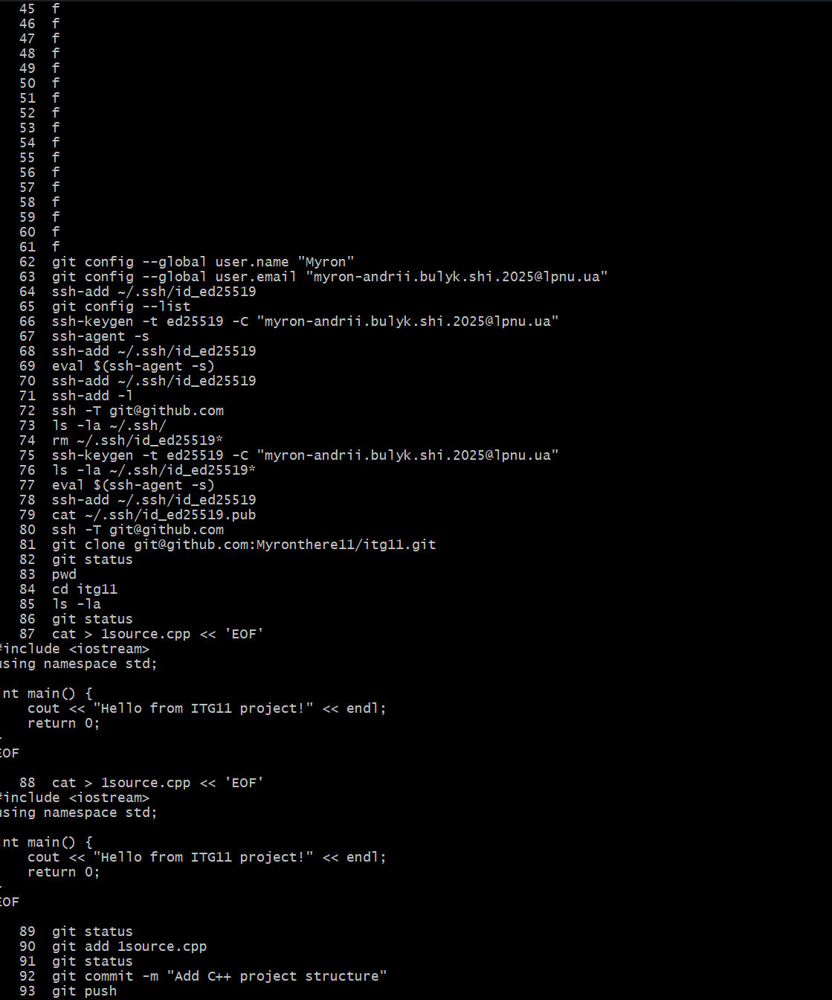 45 f
46 f
47 f
48 f
49 f
50 f
51 f
52 f
53 f
54 f
55 f
56 f
57 f
58 f
59 f
60 f
61 f
62 git config --global user.name "Myron"
63 git config --global user.email "myron-andrii.bulyk.shi.2025@lpnu.ua"
64 ssh-add ~/.ssh/id_ed25519
65 git config --list
66 ssh-keygen -t ed25519 -C "myron-andrii.bulyk.shi.2025@lpnu.ua"
67 ssh-agent -s
68 ssh-add ~/.ssh/id_ed25519
69 eval $(ssh-agent -s)
70 ssh-add ~/.ssh/id_ed25519
71 ssh-add -l
72 ssh -T git@github.com
73 ls -la ~/.ssh/
74 rm ~/.ssh/id_ed25519*
75 ssh-keygen -t ed25519 -C "myron-andrii.bulyk.shi.2025@lpnu.ua"
76 ls -la ~/.ssh/id_ed25519*
77 eval $(ssh-agent -s)
78 ssh-add ~/.ssh/id_ed25519
79 cat ~/.ssh/id_ed25519.pub
80 ssh -T git@github.com
81 git clone git@github.com:Myronthere11/itg11.git
82 git status
83 pwd
84 cd itg11
85 ls -la
86 git status
87 cat > 1source.cpp << 'EOF'
#include <iostream>
using namespace std;
int main() {
cout << "Hello from ITG11 project!" << endl;
return 0;
EOF
88 cat > 1source.cpp << 'EOF'
#include <iostream>
using namespace std;
int main() {
cout << "Hello from ITG11 project!" << endl;
return 0;
EOF
89 git status
90 git add 1source.cpp
91 git status
92 git commit -m "Add C++ project structure"
93 git push